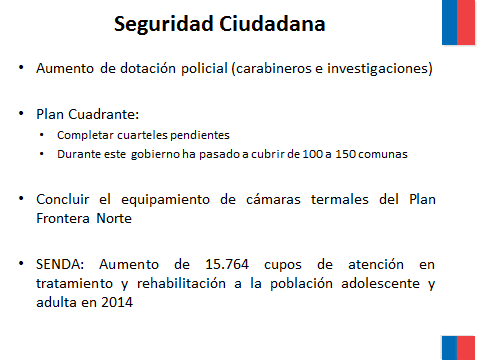 Seguridad Ciudadana
• Aumento de dotación policial (carabineros e investigaciones)
• Plan Cuadrante:
• Completar cuarteles pendientes
• Durante este gobierno ha pasado a cubrir de 100 a 150 comunas
• Concluir el equipamiento de cámaras termales del Plan
Frontera Norte
• SENDA: Aumento de 15.764 cupos de atención en
tratamiento y rehabilitación a la población adolescente y
adulta en 2014